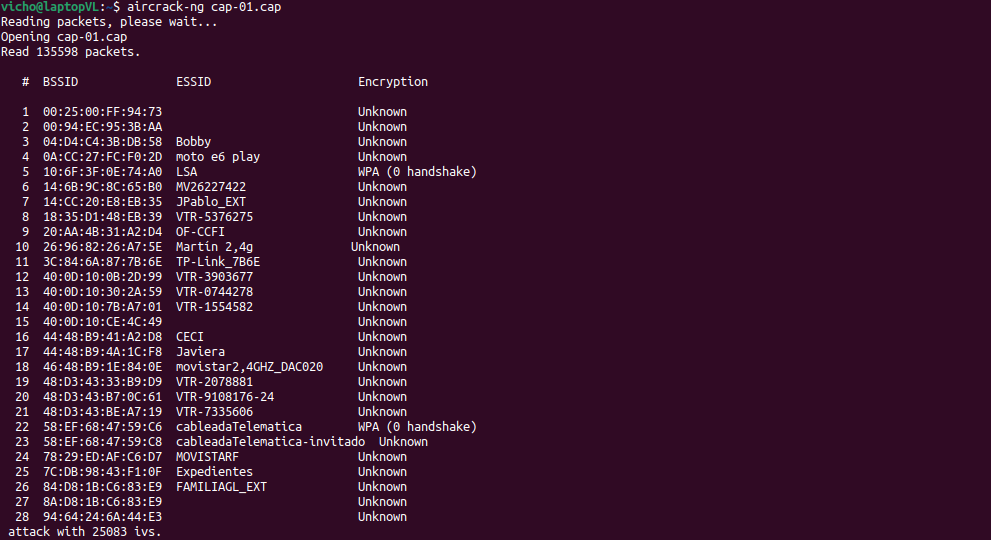 vicho@laptopVL:~$ aircrack-ng cap-01.cap
Reading packets, please wait...
Opening cap-01.cap
Read 135598 packets.
# BSSID ESSID Encryption
1 00:25:00:FF:94:73 Unknown
2 00:94:EC:95:3B:AA Unknown
3 04:D4:C4:3B:DB:58 Bobby Unknown
4 0A:CC:27:FC:F0:2D moto e6 play Unknown
5 10:6F:3F:0E:74:A0 LSA WPA (0 handshake)
6 14:6B:9C:8C:65:B0 MV26227422 Unknown
7 14:CC:20:E8:EB:35 JPablo_EXT Unknown
8 18:35:D1:48:EB:39 VTR-5376275 Unknown
9 20:AA:4B:31:A2:D4 OF-CCFI Unknown
10 26:96:82:26:A7:5E Martín 2,4g Unknown
11 3C:84:6A:87:7B:6E TP-Link_7B6E Unknown
12 40:0D:10:0B:2D:99 VTR-3903677 Unknown
13 40:0D:10:30:2A:59 VTR-0744278 Unknown
14 40:0D:10:7B:A7:01 VTR-1554582 Unknown
15 40:0D:10:CE:4C:49 Unknown
16 44:48:B9:41:A2:D8 CECI Unknown
17 44:48:B9:4A:1C:F8 Javiera Unknown
18 46:48:B9:1E:84:0E movistar2,4GHZ_DAC020 Unknown
19 48:D3:43:33:B9:D9 VTR-2078881 Unknown
20 48:D3:43:B7:0C:61 VTR-9108176-24 Unknown
21 48:D3:43:BE:A7:19 VTR-7335606 Unknown
22 58:EF:68:47:59:C6 cableadaTelematica WPA (0 handshake)
23 58:EF:68:47:59:C8 cableadaTelematica-invitado Unknown
24 78:29:ED:AF:C6:D7 MOVISTARF Unknown
25 7C:DB:98:43:F1:0F Expedientes Unknown
26 84:D8:1B:C6:83:E9 FAMILIAGL_EXT Unknown
27 8A:D8:1B:C6:83:E9 Unknown
28 94:64:24:6A:44:E3 Unknown
attack with 25083 ivs.